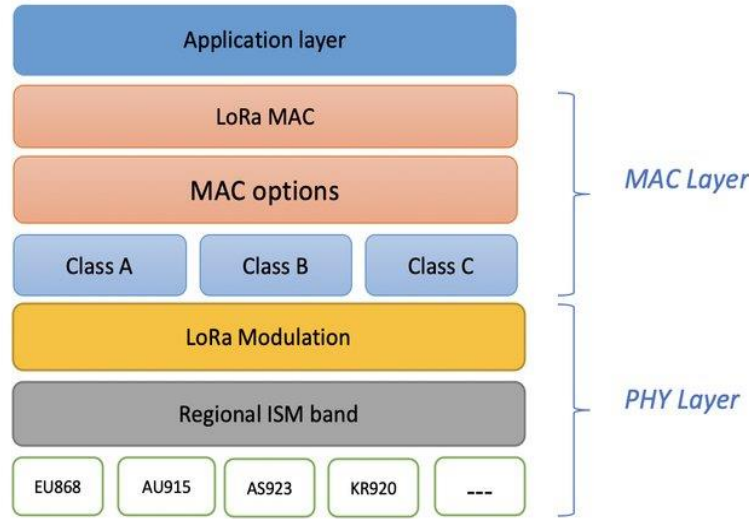 Application layer
LoRa MAC
MAC options
MAC Layer
Class A
Class B
Class C
LoRa Modulation
Regional ISM band
PHY Layer
EU868
AU915
AS923
KR920
---